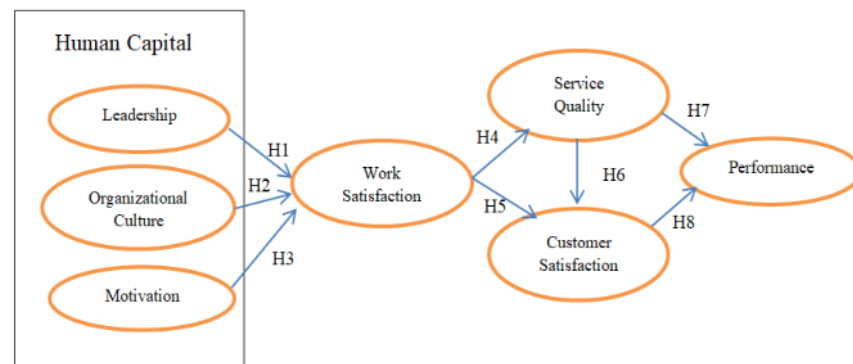 Human Capital
Leadership
Organizational
Culture
Motivation
H1
H2
H3
Work
Satisfaction
H4
H5
Service
Quality
H6
Customer
Satisfaction
H7
H8
Performance